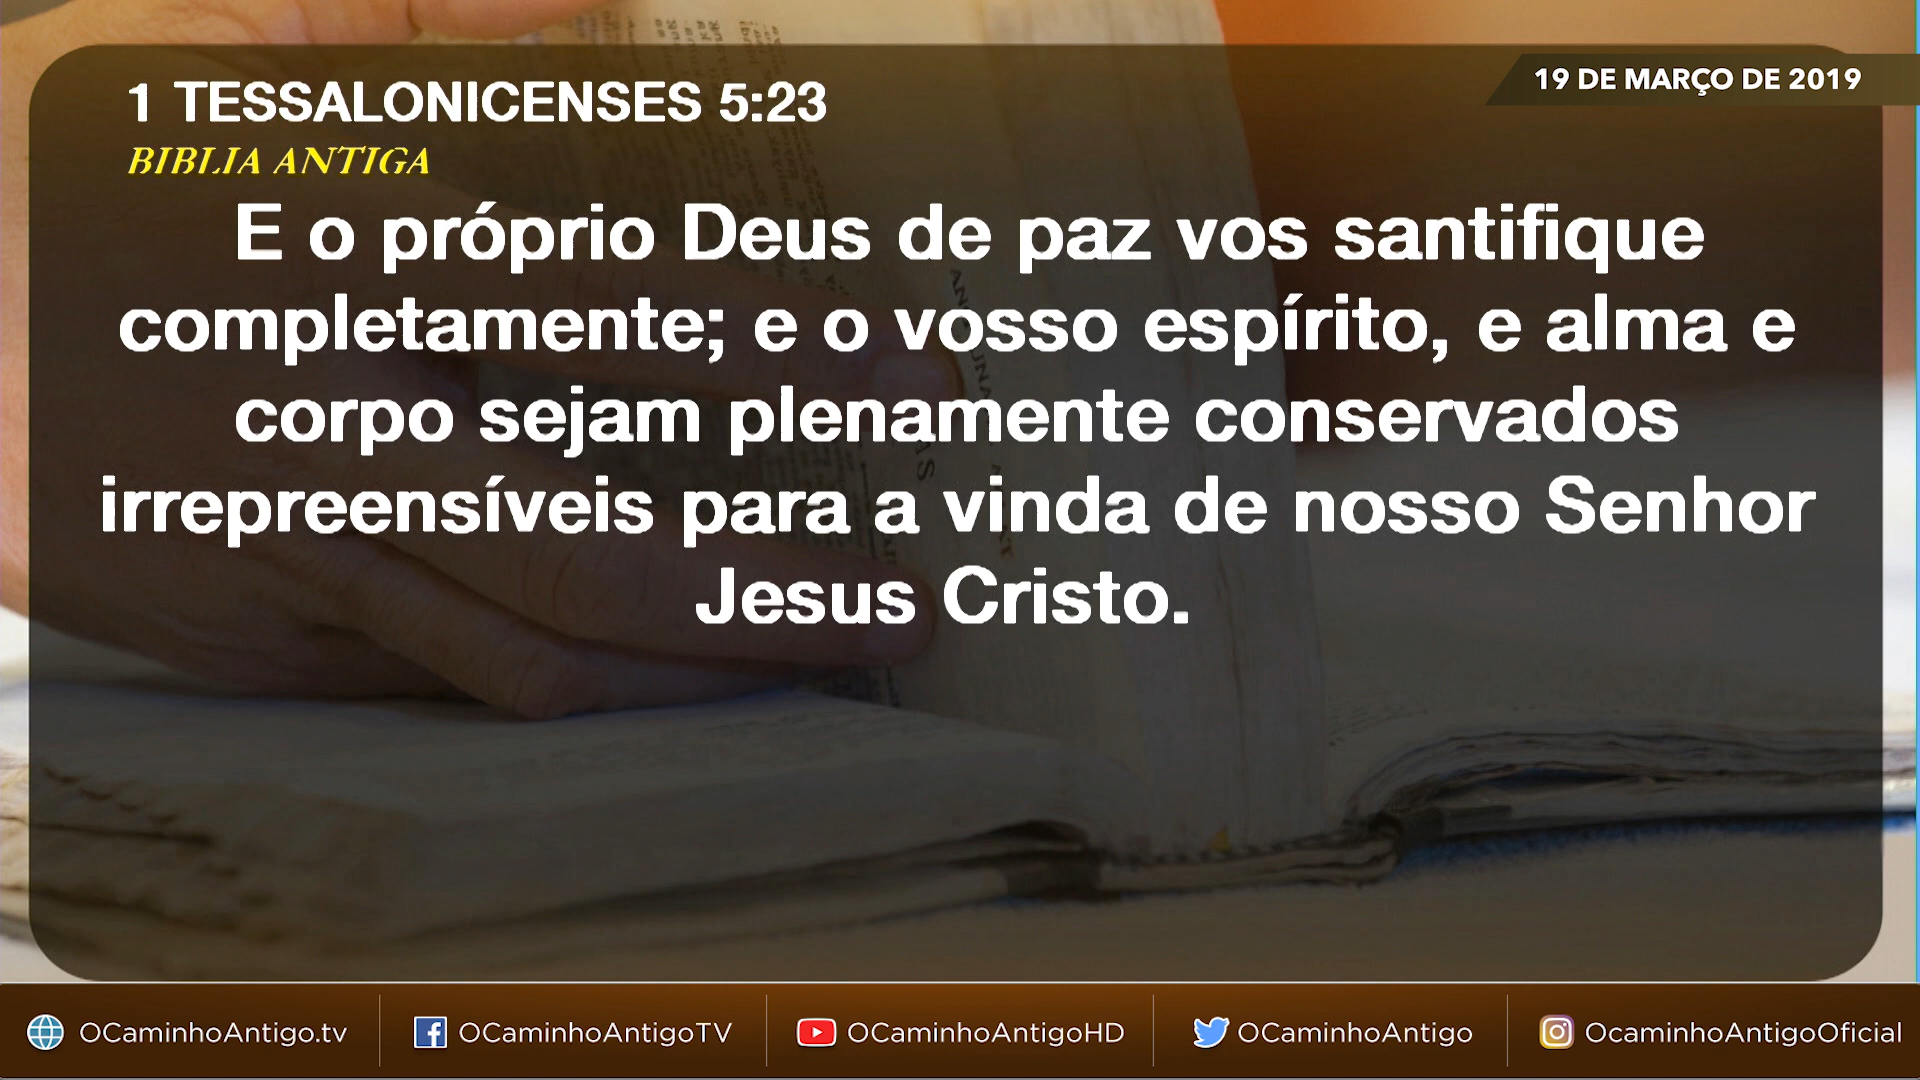 19 DE MARÇO DE 2019
1 TESSALONICENSES 5:23
BIBLIA ANTIGA
E o próprio Deus de paz vos santifique
completamente; e o vosso espírito, e alma e
corpo sejam plenamente conservados
irrepreensíveis para a vinda de nosso Senhor
Jesus Cristo.
OCaminhoAntigo.tv
OCaminhoAntigoTV
OCaminhoAntigoHD
OCaminhoAntigo
OcaminhoAntigoOficial